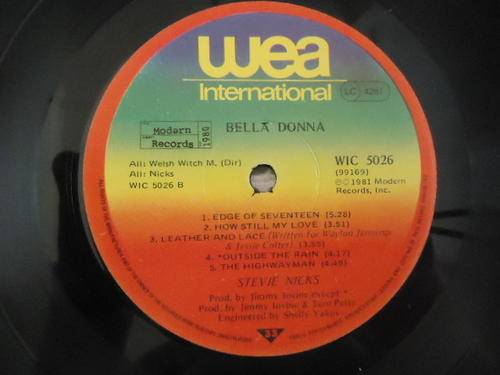 wea
International
LC 4281
Modern
Records
1980
BELLA DONNA
All: Welsh Witch M. (Dir)
All: Nicks
WIC 5026 B
WIC 5026
(99169)
℗©1981 Modern
Records, Inc.
1. EDGE OF SEVENTEEN (5.28)
2. HOW STILL MY LOVE (3.51)
3. LEATHER AND LACE (Written for Waylon Jennings
& Jessie Colter) 3.55)
4. *OUTSIDE THE RAIN (4.17)
5. THE HIGHWAYMAN (4.49)
STEVIE NICKS
Prod. by Jimmy Iovine except *
Prod. by Jimmy Iovine & Tom Petty
Engineered by Shelly Yakus
33